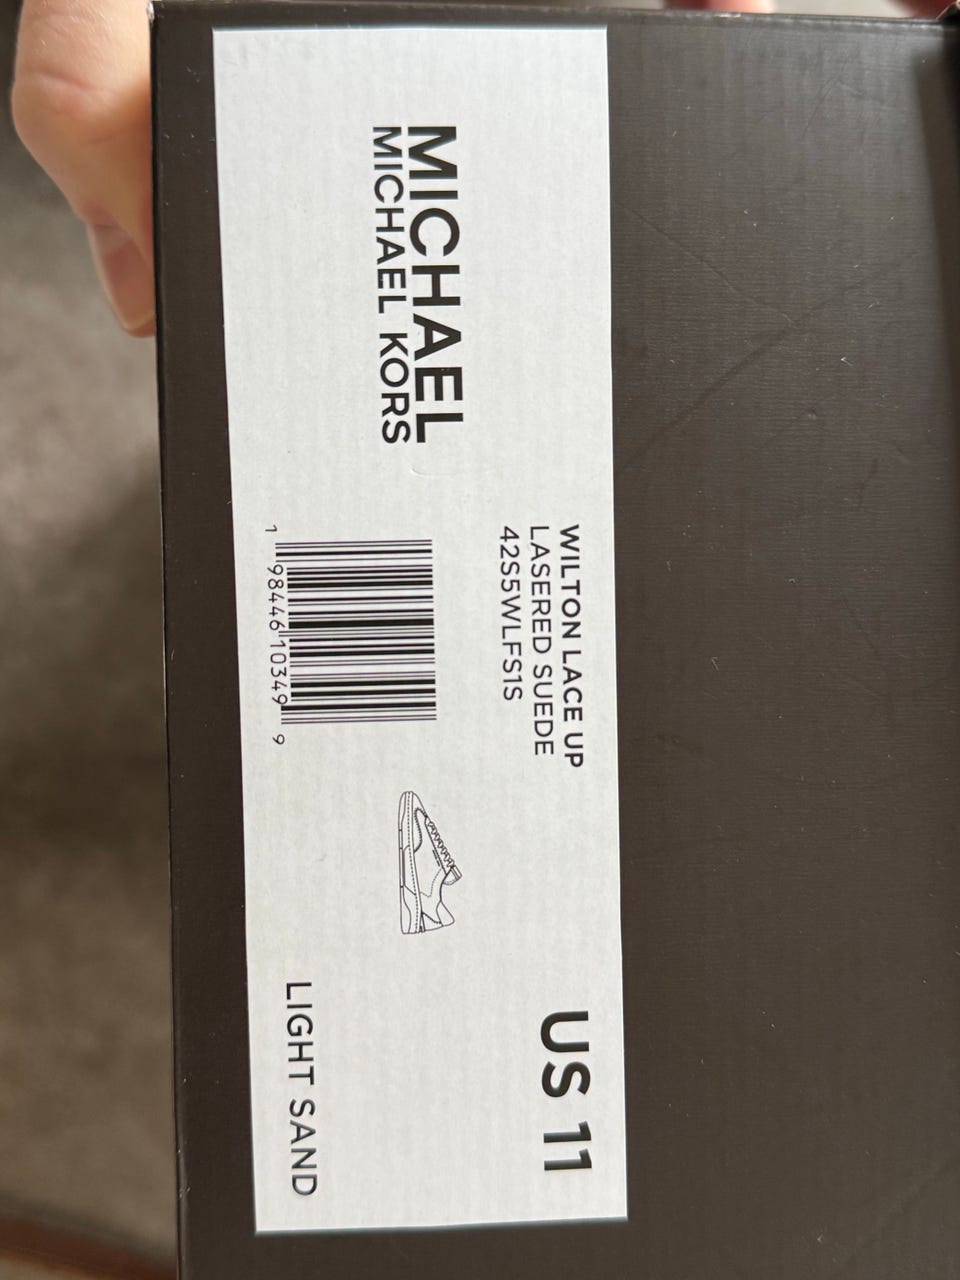 MICHAEL
MICHAEL KORS
WILTON LACE UP
LASERED SUEDE
42S5WLFS1S
1 98446 10349 9
US 11
LIGHT SAND